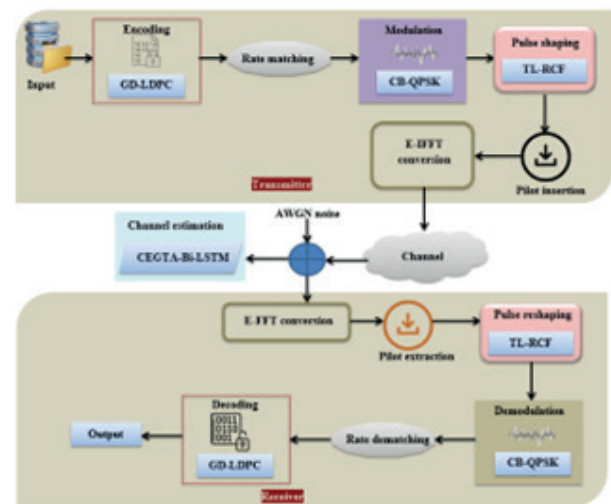 Input
Encoding
GD-LDPC
Rate matching
Modulation
CB-QPSK
Pulse shaping
TL-RCF
Pilot insertion
E-IFFT
conversion
Transmitter
Channel
AWGN noise
Channel estimation
CEGTA-Bi-LSTM
E-FFT conversion
Pilot extraction
Pulse reshaping
TL-RCF
Demodulation
CB-QPSK
Rate dematching
Decoding
0011
0110
001
GD-LDPC
Output
Receiver